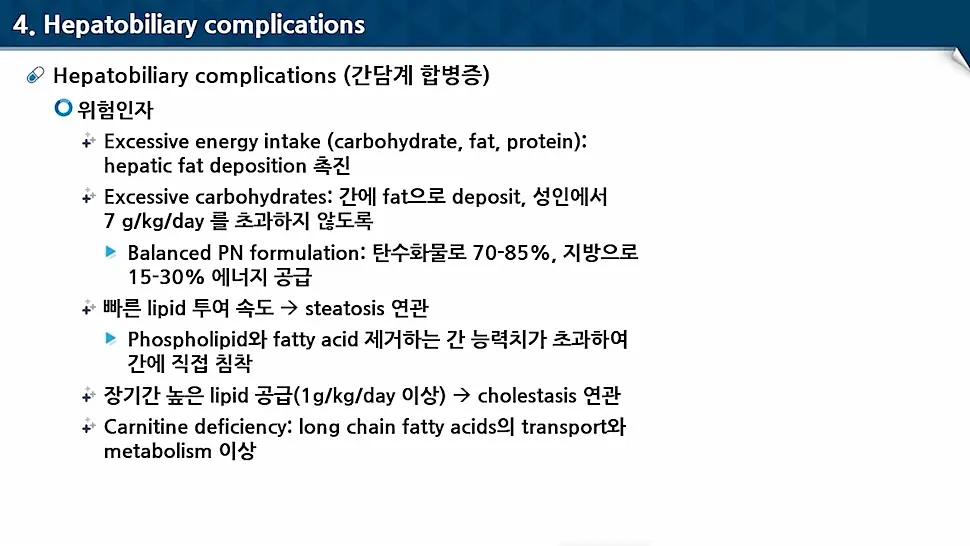 4. Hepatobiliary complications
Hepatobiliary complications (간담계 합병증)
위험인자
Excessive energy intake (carbohydrate, fat, protein):
hepatic fat deposition 촉진
Excessive carbohydrates: 간에 fat으로 deposit, 성인에서
7 g/kg/day 를 초과하지 않도록
Balanced PN formulation: 탄수화물로 70-85%, 지방으로
15-30% 에너지 공급
빠른 lipid 투여 속도 → steatosis 연관
Phospholipid와 fatty acid 제거하는 간 능력치가 초과하여
간에 직접 침착
장기간 높은 lipid 공급(1g/kg/day 이상) → cholestasis 연관
Carnitine deficiency: long chain fatty acids의 transport와
metabolism 이상